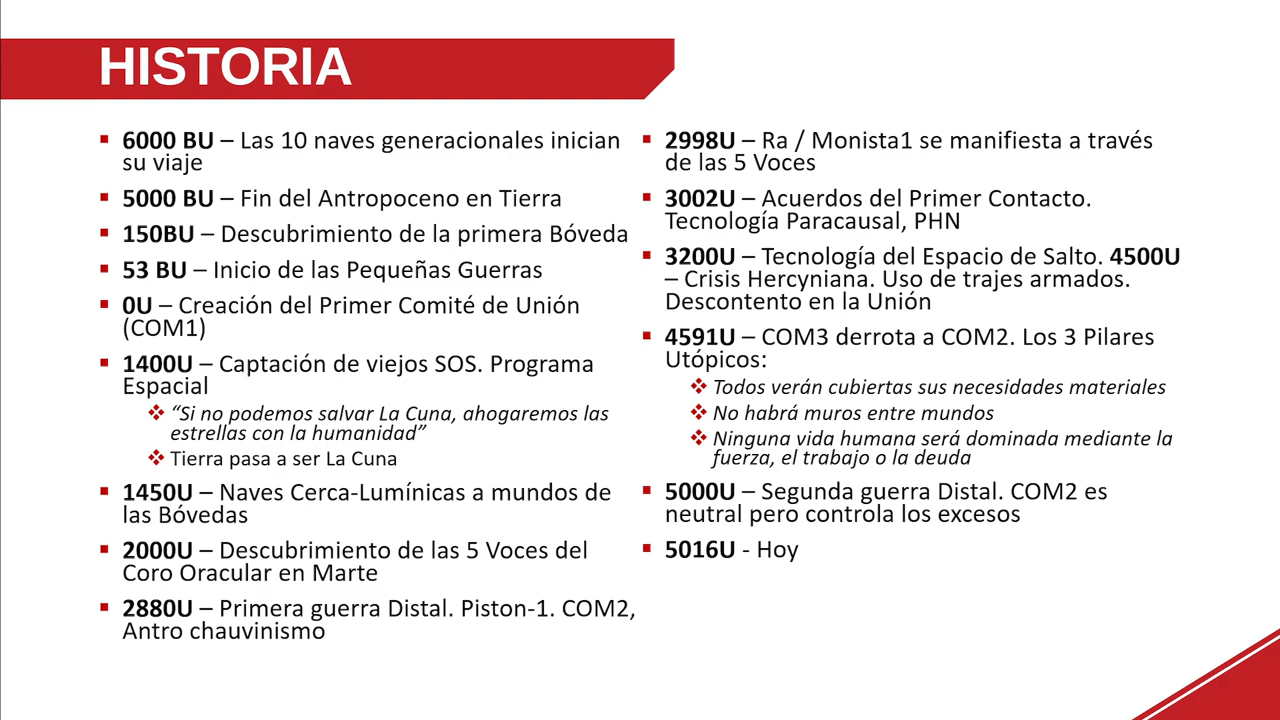 HISTORIA
6000 BU – Las 10 naves generacionales inician
su viaje
5000 BU – Fin del Antropoceno en Tierra
150BU – Descubrimiento de la primera Bóveda
53 BU – Inicio de las Pequeñas Guerras
0U – Creación del Primer Comité de Unión
(COM1)
1400U – Captación de viejos SOS. Programa
Espacial
“Si no podemos salvar La Cuna, ahogaremos las
estrellas con la humanidad”
Tierra pasa a ser La Cuna
1450U – Naves Cerca-Lumínicas a mundos de
las Bóvedas
2000U – Descubrimiento de las 5 Voces del
Coro Oracular en Marte
2880U – Primera guerra Distal. Piston-1. COM2,
Antro chauvinismo
2998U – Ra / Monista1 se manifiesta a través
de las 5 Voces
3002U – Acuerdos del Primer Contacto.
Tecnología Paracausal, PHN
3200U – Tecnología del Espacio de Salto. 4500U
– Crisis Hercyniana. Uso de trajes armados.
Descontento en la Unión
4591U – COM3 derrota a COM2. Los 3 Pilares
Utópicos:
Todos verán cubiertas sus necesidades materiales
No habrá muros entre mundos
Ninguna vida humana será dominada mediante la
fuerza, el trabajo o la deuda
5000U – Segunda guerra Distal. COM2 es
neutral pero controla los excesos
5016U - Hoy